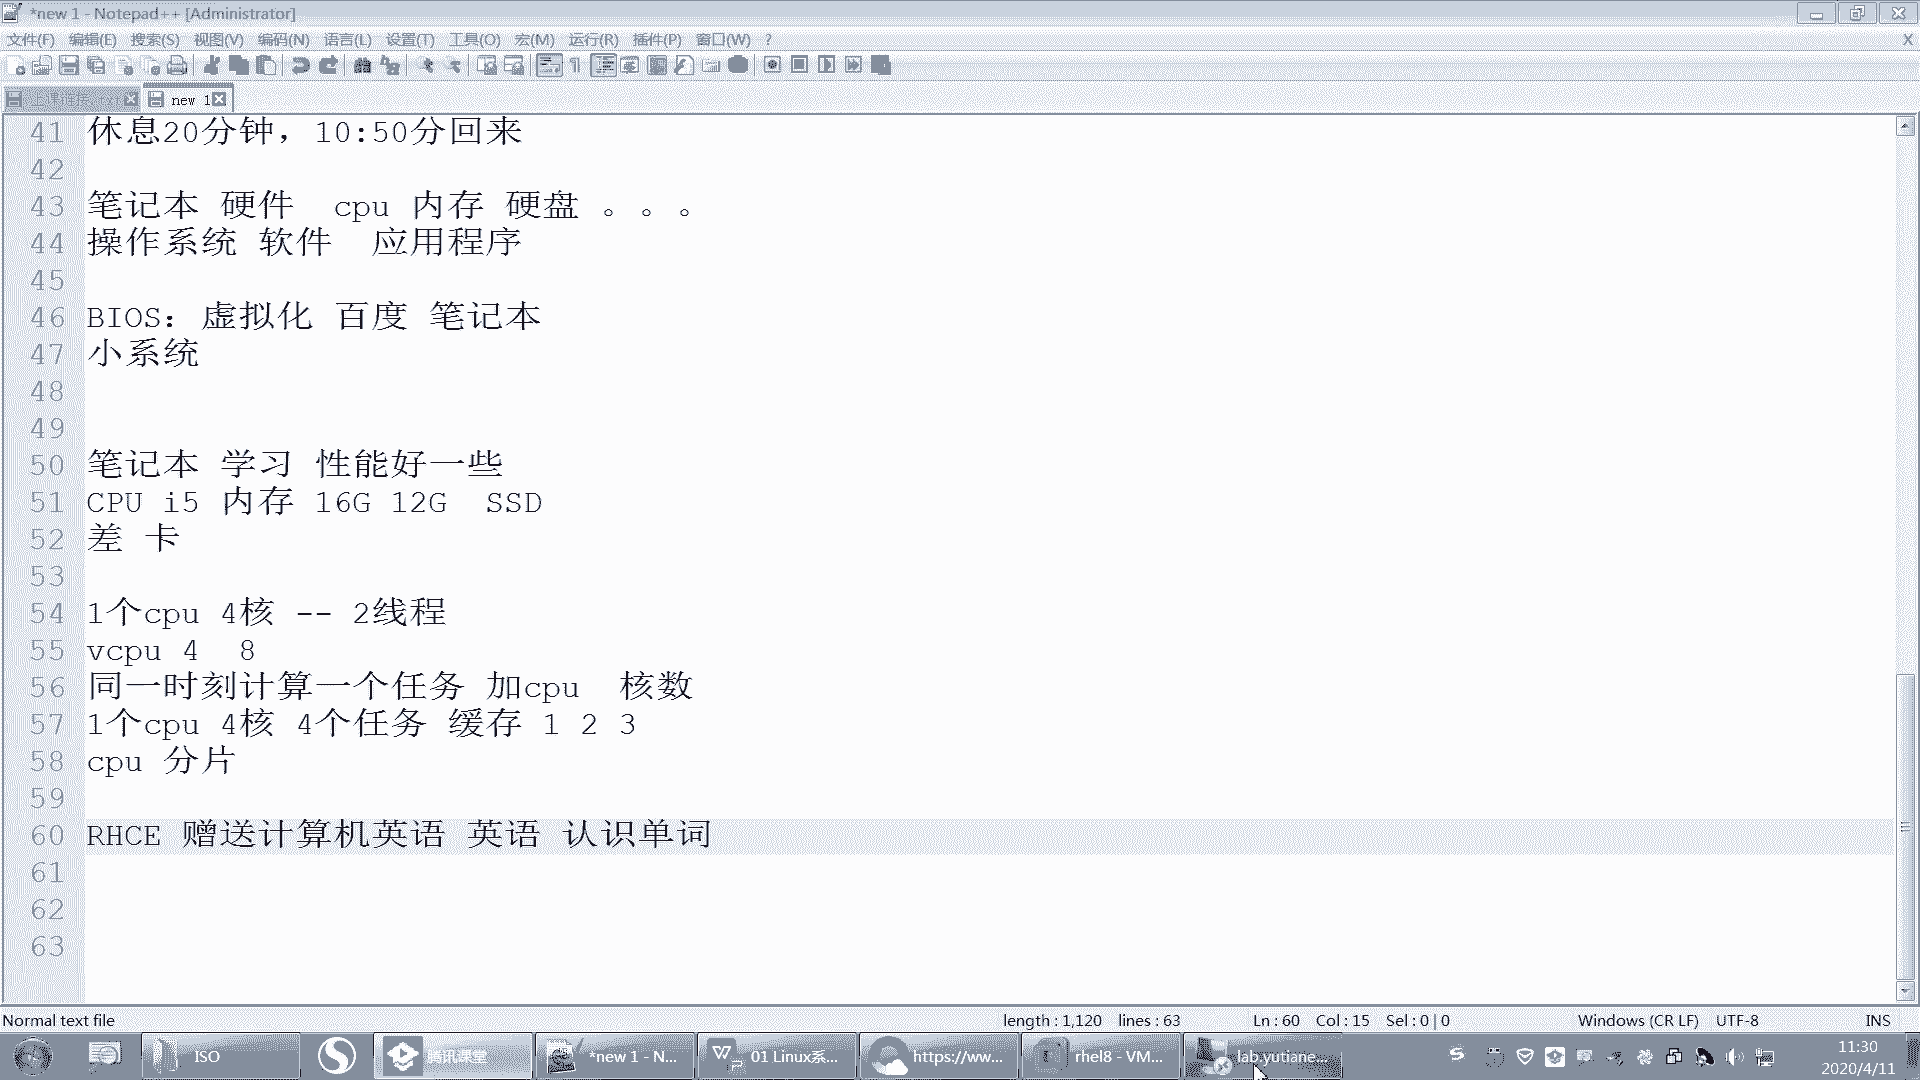 *new 1 - Notepad++ [Administrator]
文件(F) 编辑(E) 搜索(S) 视图(V) 编码(N) 语言(L) 设置(T) 工具(O) 宏(M) 运行(R) 插件(P) 窗口(W) ? X
上课连接.txt new 1
41 休息20分钟，10:50分回来
42
43 笔记本 硬件 cpu 内存 硬盘 。。。
44 操作系统 软件 应用程序
45
46 BIOS：虚拟化 百度 笔记本
47 小系统
48
49
50 笔记本 学习 性能好一些
51 CPU i5 内存 16G 12G SSD
52 差 卡
53
54 1个cpu 4核 -- 2线程
55 vcpu 4 8
56 同一时刻计算一个任务 加cpu 核数
57 1个cpu 4核 4个任务 缓存 1 2 3
58 cpu 分片
59
60 RHCE 赠送计算机英语 英语 认识单词
61
62
63
Normal text file length : 1,120 lines : 63 Ln : 60 Col : 15 Sel : 0 | 0 Windows (CR LF) UTF-8 INS
ISO 腾讯课堂 *new 1 - N... 01 Linux系... https://ww... rhel8 - VM... lab.yutiane... 11:30
2020/4/11